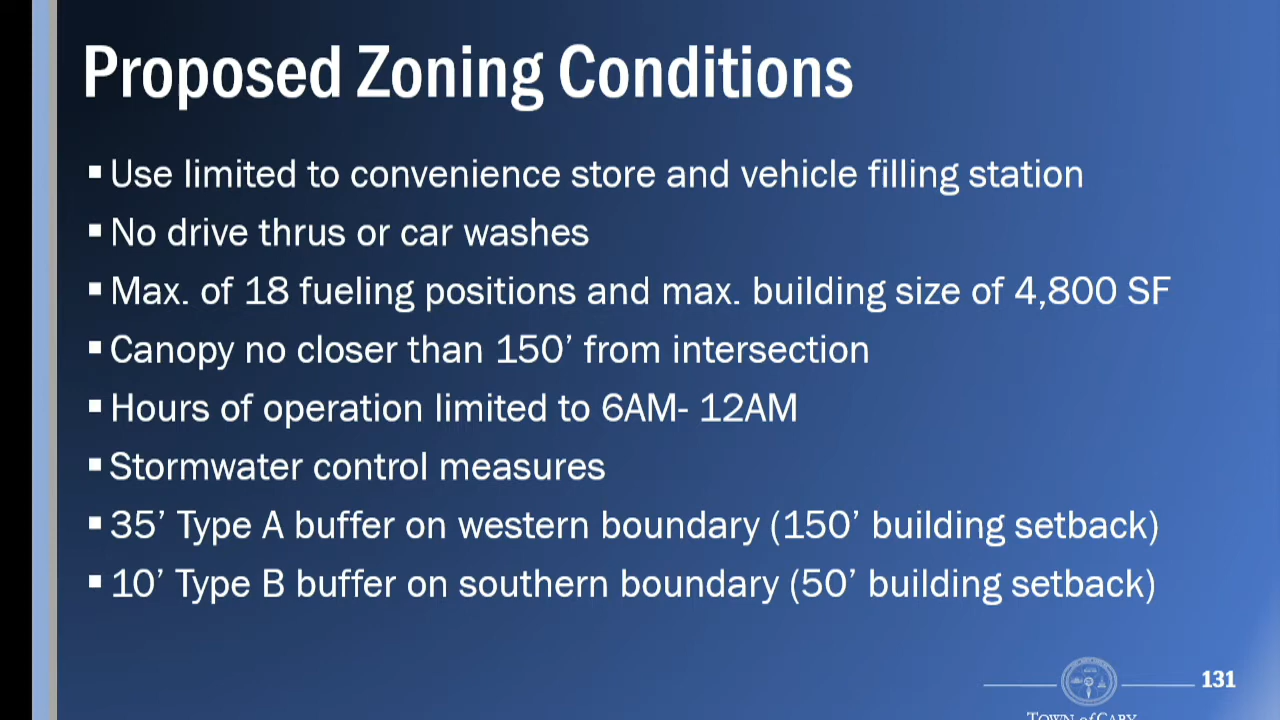 Proposed Zoning Conditions
▪ Use limited to convenience store and vehicle filling station
▪ No drive thrus or car washes
▪ Max. of 18 fueling positions and max. building size of 4,800 SF
▪ Canopy no closer than 150’ from intersection
▪ Hours of operation limited to 6AM- 12AM
▪ Stormwater control measures
▪ 35’ Type A buffer on western boundary (150’ building setback)
▪ 10’ Type B buffer on southern boundary (50’ building setback)
131
TOWN of CARY